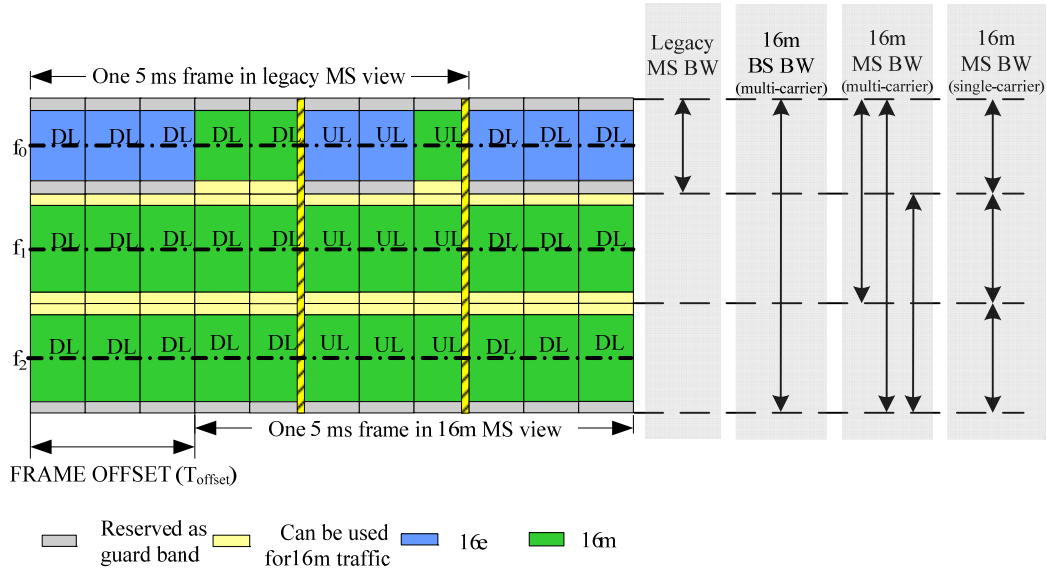 Legacy
MS BW
16m
BS BW
(multi-carrier)
16m
MS BW
(multi-carrier)
16m
MS BW
(single-carrier)
One 5 ms frame in legacy MS view
f0 DL DL DL DL DL UL UL UL DL DL DL
f1 DL DL DL DL DL UL UL UL DL DL DL
f2 DL DL DL DL DL UL UL UL DL DL DL
One 5 ms frame in 16m MS view
FRAME OFFSET (Toffset)
Reserved as
guard band
Can be used
for16m traffic
16e
16m